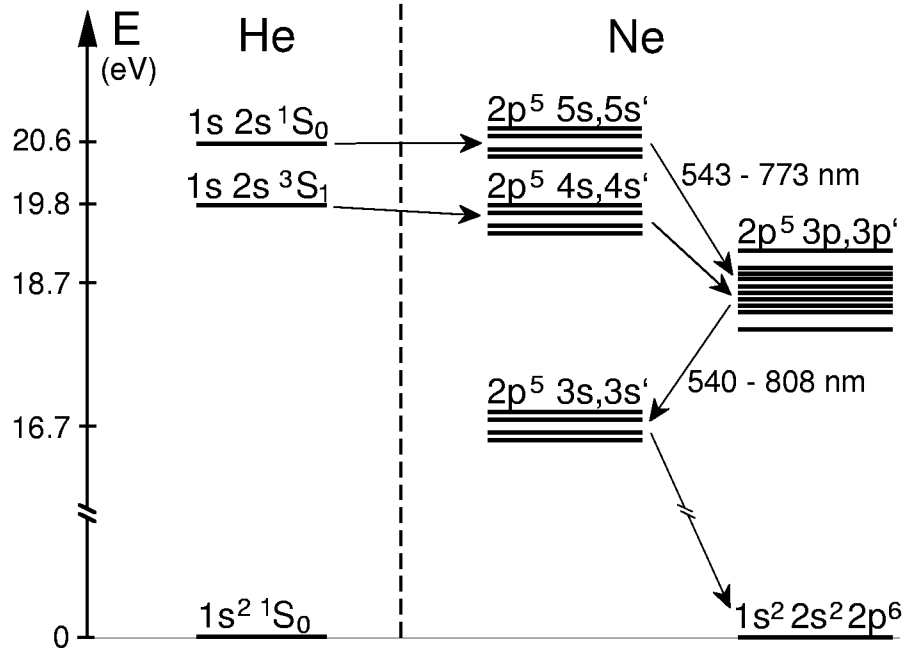 E
(eV)
He
Ne
20.6
19.8
18.7
16.7
0
1s 2s ¹S₀
1s 2s ³S₁
1s² ¹S₀
2p⁵ 5s,5s‘
2p⁵ 4s,4s‘
2p⁵ 3s,3s‘
543 - 773 nm
2p⁵ 3p,3p‘
540 - 808 nm
1s² 2s² 2p⁶